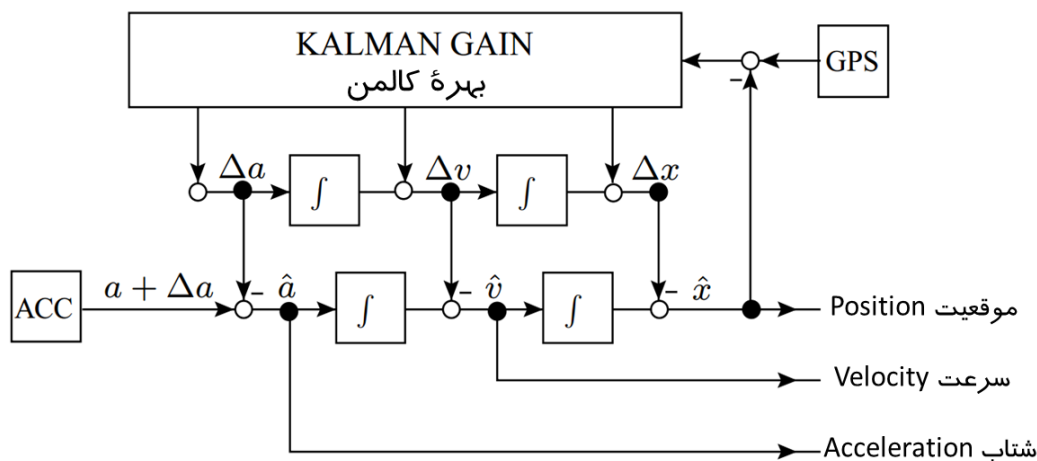 KALMAN GAIN
بهرهٔ کالمن
GPS
−
Δa ∫ Δv ∫ Δx
ACC a + Δa − â ∫ − v̂ ∫ − x̂
Position موقعیت
Velocity سرعت
Acceleration شتاب